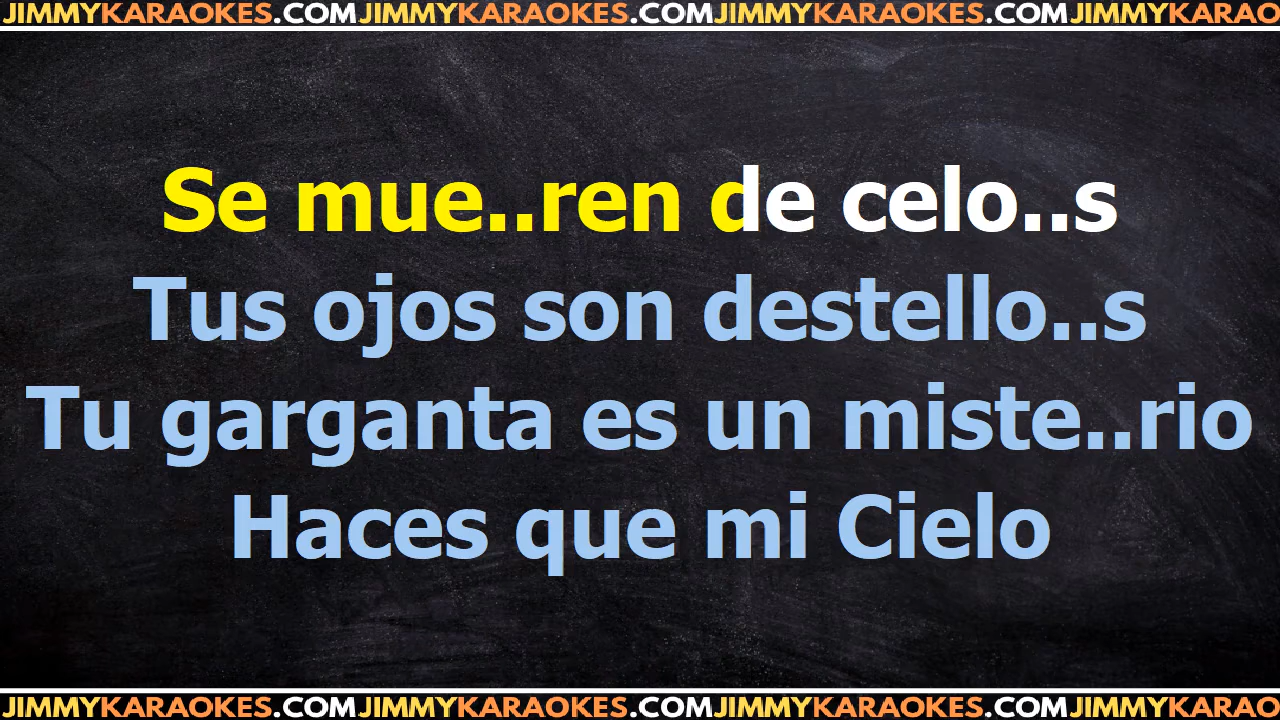 JIMMYKARAOKES.COMJIMMYKARAOKES.COMJIMMYKARAOKES.COMJIMMYKARAO
Se mue..ren de celo..s
Tus ojos son destello..s
Tu garganta es un miste..rio
Haces que mi Cielo
JIMMYKARAOKES.COMJIMMYKARAOKES.COMJIMMYKARAOKES.COMJIMMYKARAO